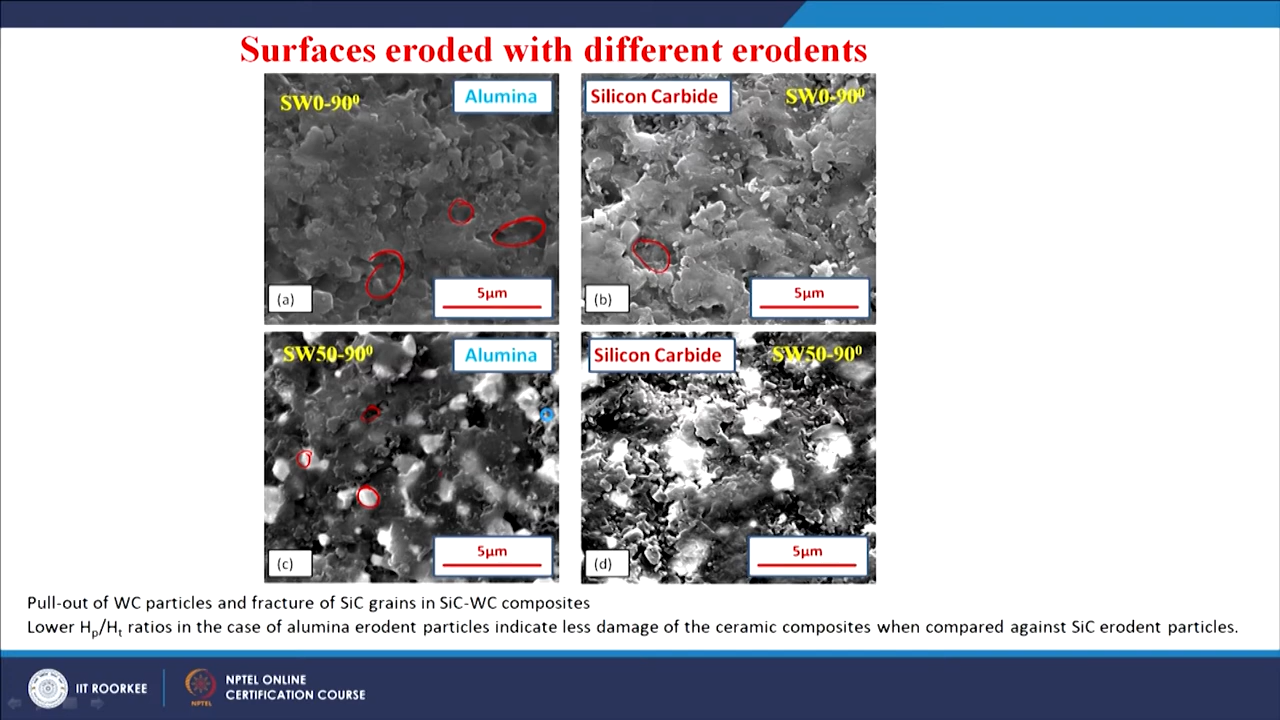 Surfaces eroded with different erodents
SW0-90⁰
Alumina
5µm
(a)
Silicon Carbide
SW0-90⁰
5µm
(b)
SW50-90⁰
Alumina
5µm
(c)
Silicon Carbide
SW50-90⁰
5µm
(d)
Pull-out of WC particles and fracture of SiC grains in SiC-WC composites
Lower Hp/Ht ratios in the case of alumina erodent particles indicate less damage of the ceramic composites when compared against SiC erodent particles.
IIT ROORKEE
NPTEL
NPTEL ONLINE
CERTIFICATION COURSE